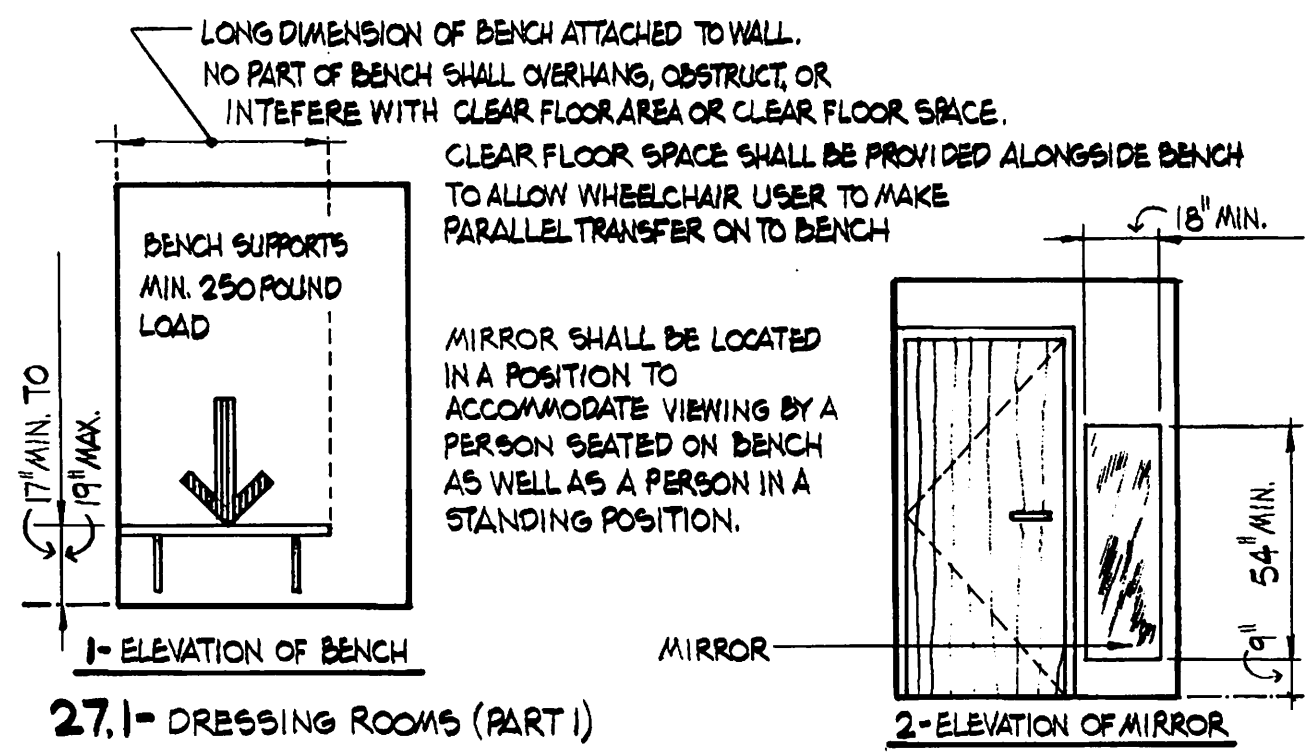 LONG DIMENSION OF BENCH ATTACHED TO WALL.
NO PART OF BENCH SHALL OVERHANG, OBSTRUCT, OR
INTEFERE WITH CLEAR FLOOR AREA OR CLEAR FLOOR SPACE.
CLEAR FLOOR SPACE SHALL BE PROVIDED ALONGSIDE BENCH
TO ALLOW WHEELCHAIR USER TO MAKE
PARALLEL TRANSFER ON TO BENCH
BENCH SUPPORTS
MIN. 250 POUND
LOAD
17" MIN. TO
19" MAX.
MIRROR SHALL BE LOCATED
IN A POSITION TO
ACCOMMODATE VIEWING BY A
PERSON SEATED ON BENCH
AS WELL AS A PERSON IN A
STANDING POSITION.
18" MIN.
54" MIN.
9"
MIRROR
1- ELEVATION OF BENCH
2- ELEVATION OF MIRROR
27.1- DRESSING ROOMS (PART 1)